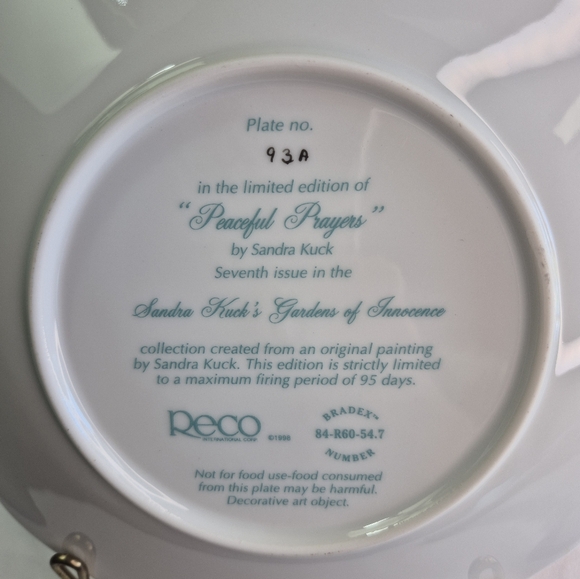 Plate no.
93A
in the limited edition of
"Peaceful Prayers"
by Sandra Kuck
Seventh issue in the
Sandra Kuck's Gardens of Innocence
collection created from an original painting
by Sandra Kuck. This edition is strictly limited
to a maximum firing period of 95 days.
Reco
INTERNATIONAL CORP.
BRADEX™
84-R60-54.7
NUMBER
Not for food use-food consumed
from this plate may be harmful.
Decorative art object.